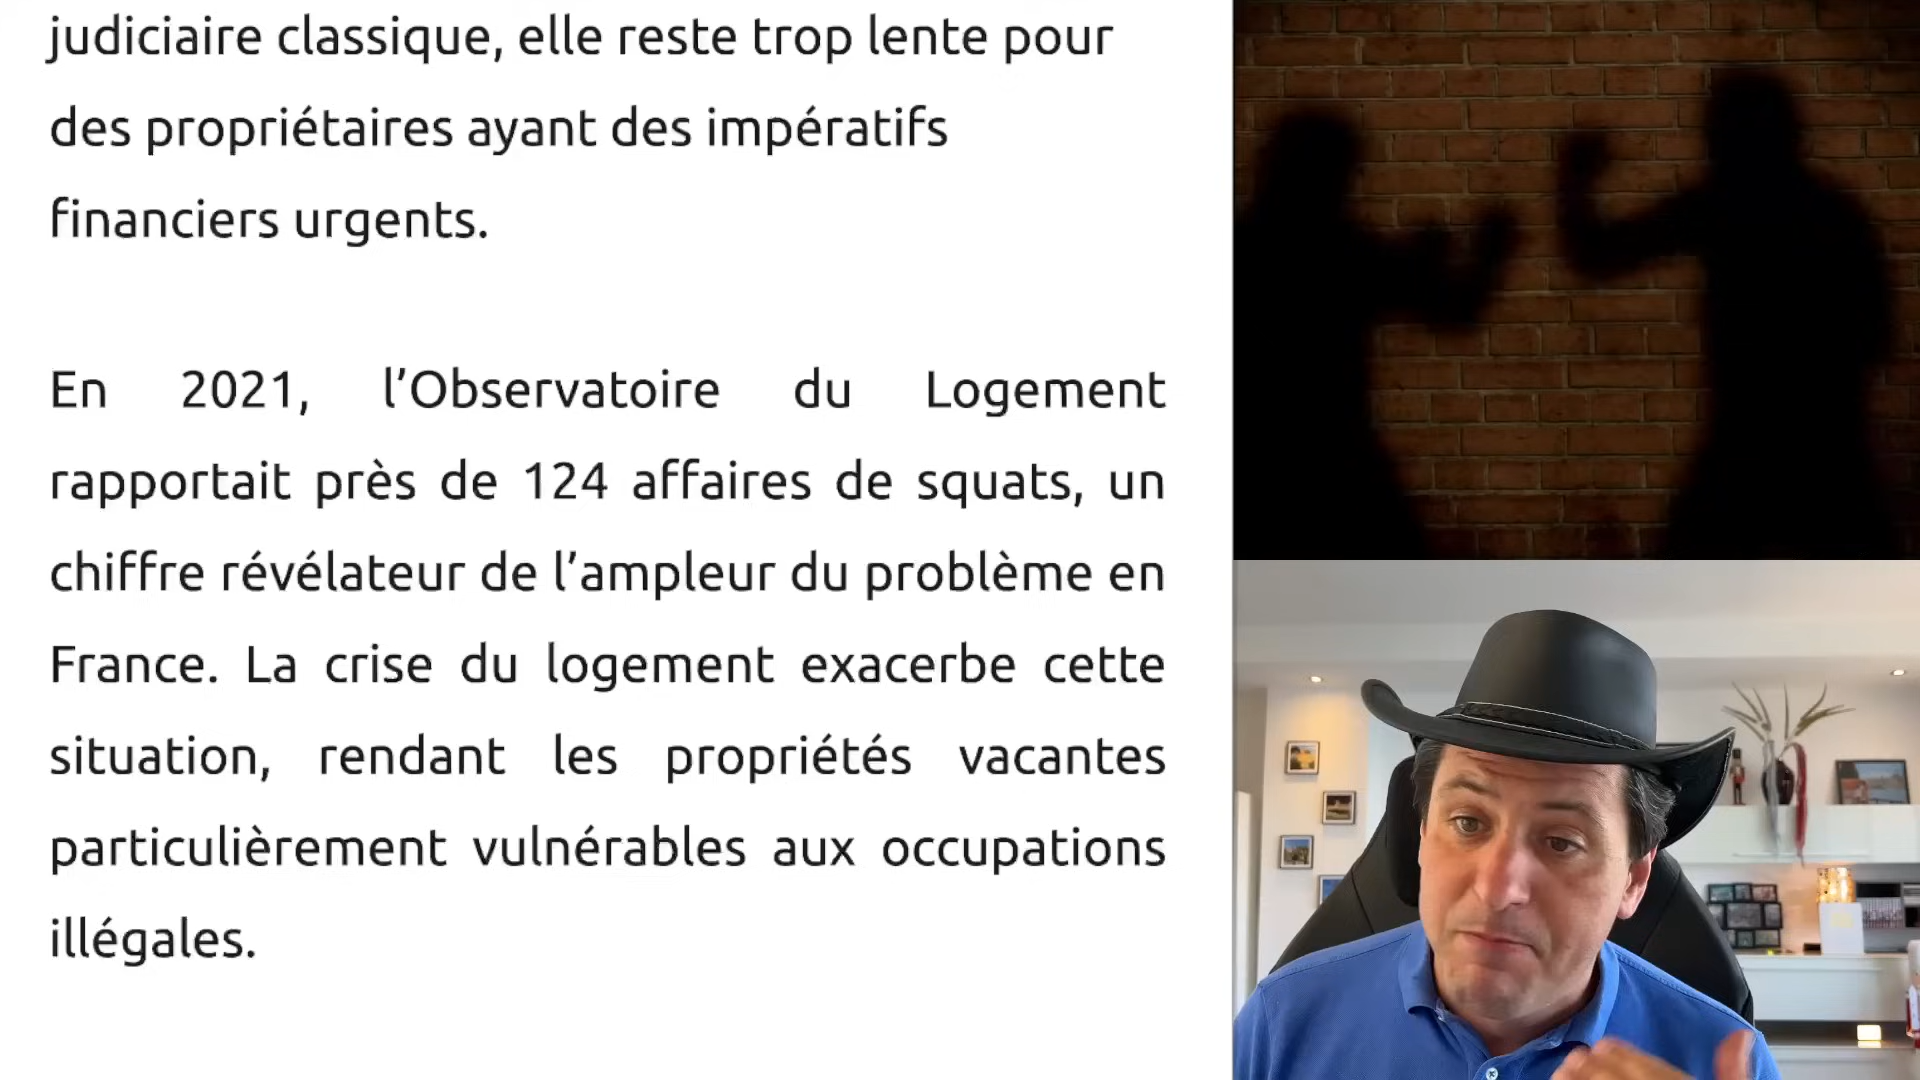 judiciaire classique, elle reste trop lente pour
des propriétaires ayant des impératifs
financiers urgents.
En 2021, l’Observatoire du Logement
rapportait près de 124 affaires de squats, un
chiffre révélateur de l’ampleur du problème en
France. La crise du logement exacerbe cette
situation, rendant les propriétés vacantes
particulièrement vulnérables aux occupations
illégales.